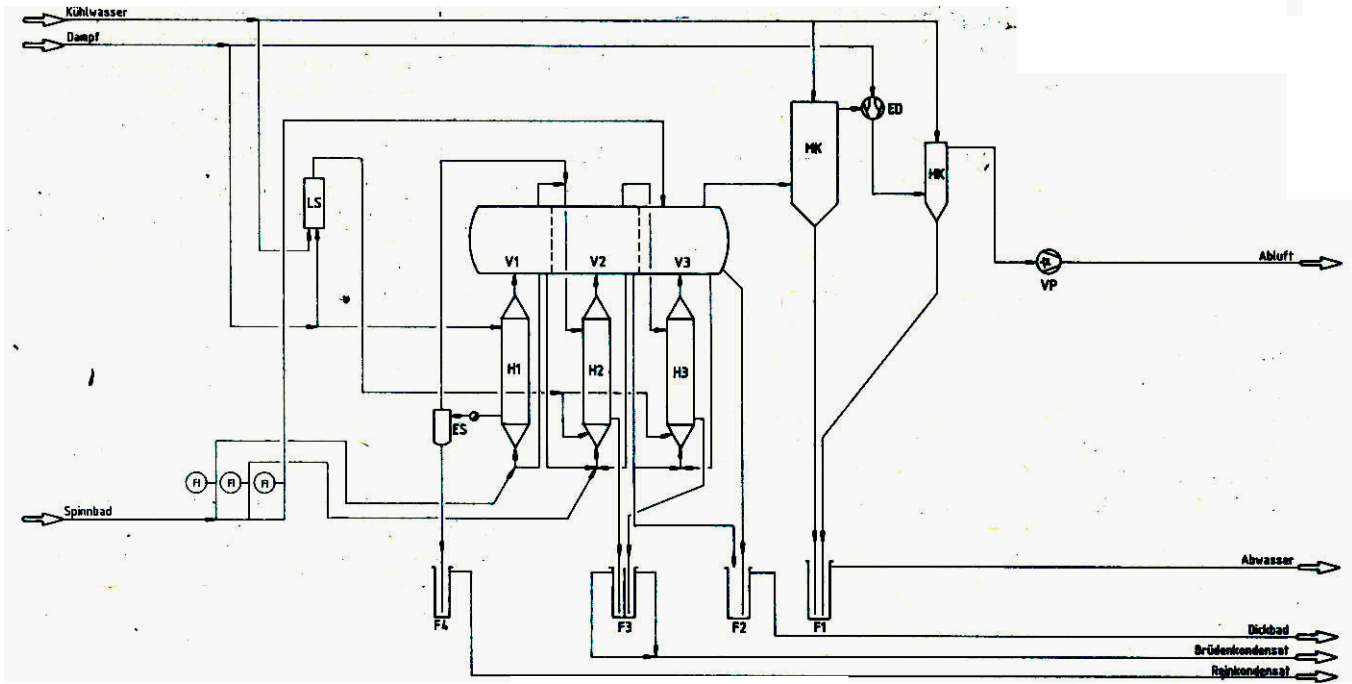 Kühlwasser
Dampf
ED
MK
MK
LS
V1
V2
V3
Abluft
VP
H1
H2
H3
ES
FI
FI
FI
Spinnbad
Abwasser
F4
F3
F2
F1
Dickbad
Brüdenkondensat
Reinkondensat